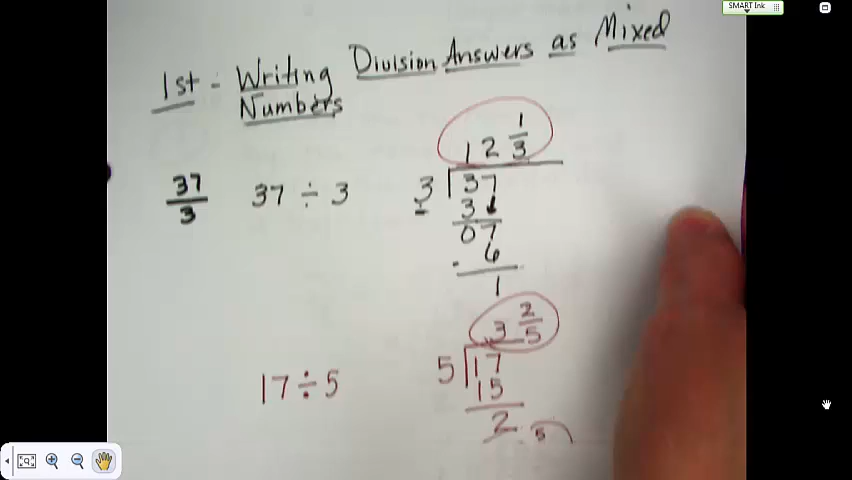 SMART Ink
1st - Writing Division Answers as Mixed
Numbers
37/3 37 ÷ 3
12 1/3
3 37
3
07
- 6
1
17 ÷ 5
3 2/5
5 17
15
2 5